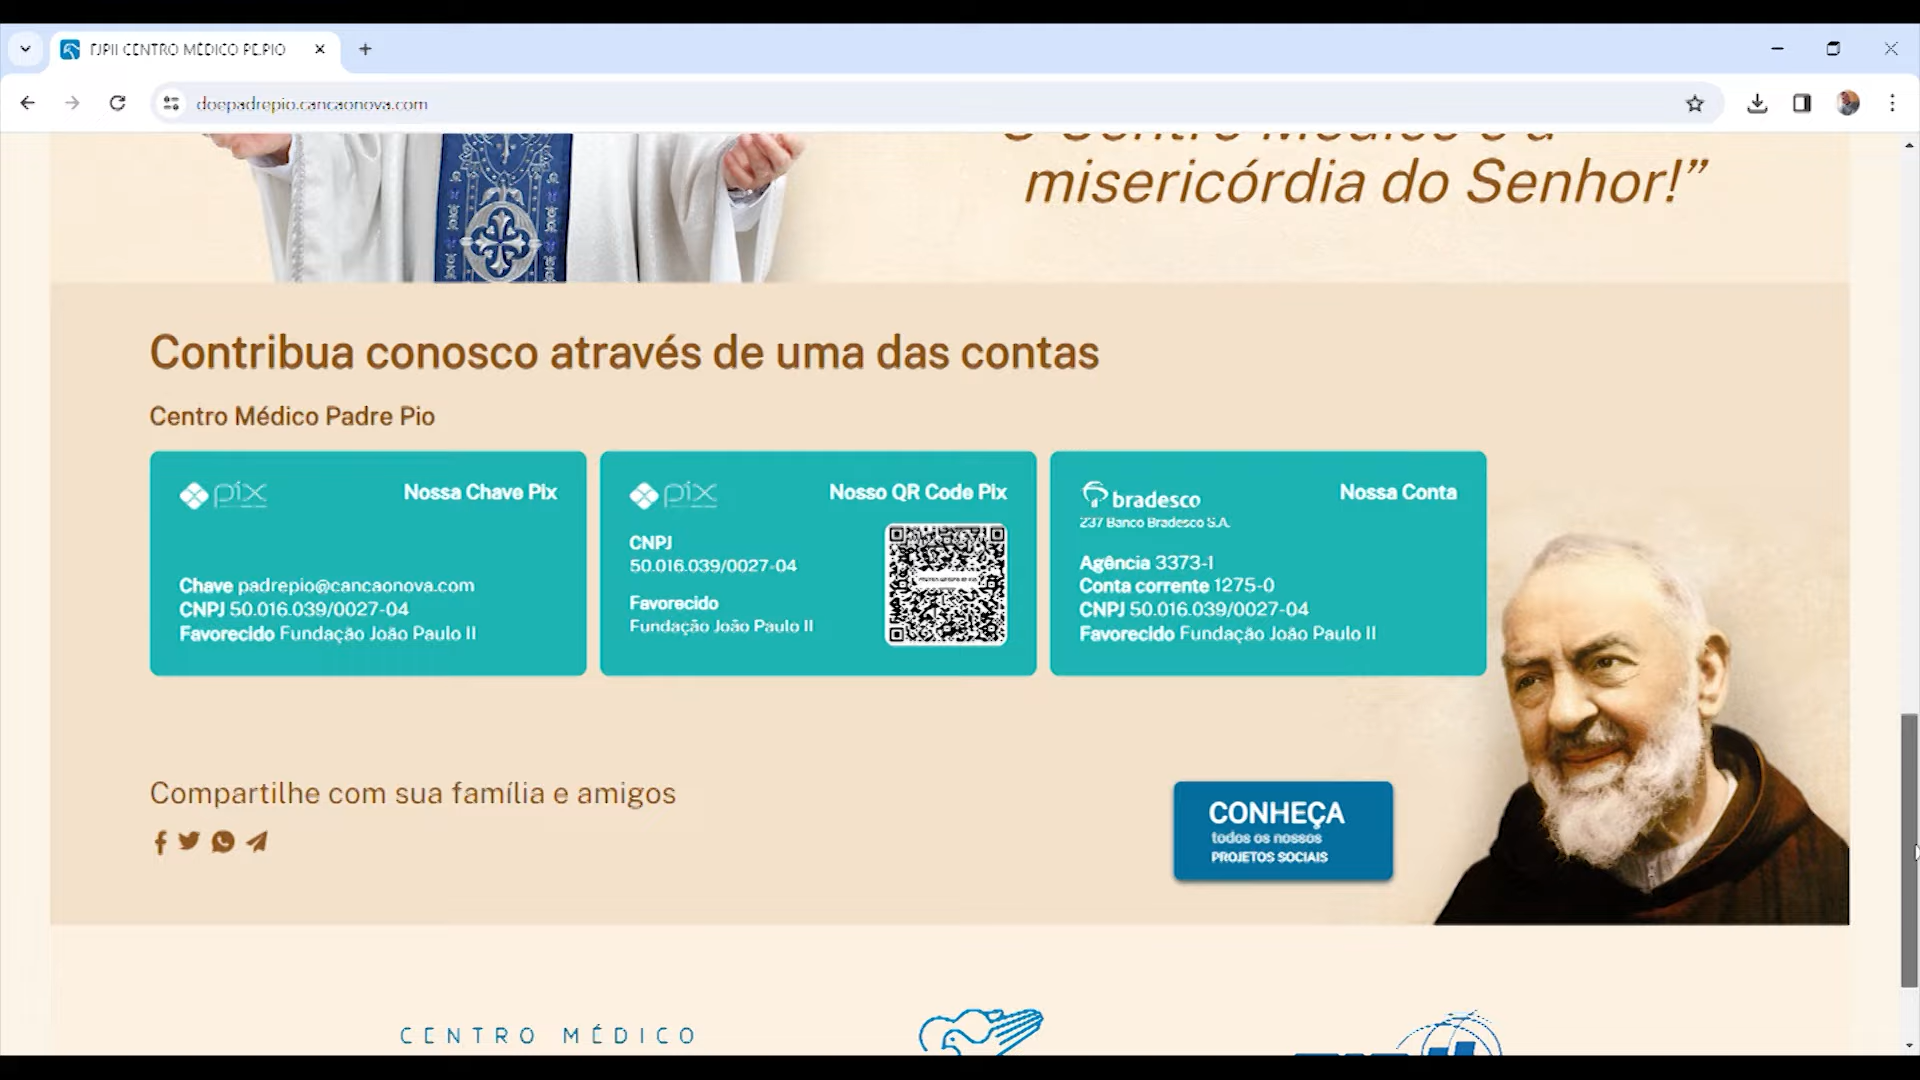 FJPII CENTRO MÉDICO PE.PIO
doepadrepio.cancaonova.com
misericórdia do Senhor!”
Contribua conosco através de uma das contas
Centro Médico Padre Pio
pix
Nossa Chave Pix
Chave padrepio@cancaonova.com
CNPJ 50.016.039/0027-04
Favorecido Fundação João Paulo II
pix
Nosso QR Code Pix
CNPJ
50.016.039/0027-04
Favorecido
Fundação João Paulo II
bradesco
Nossa Conta
237 Banco Bradesco S.A.
Agência 3373-1
Conta corrente 1275-0
CNPJ 50.016.039/0027-04
Favorecido Fundação João Paulo II
Compartilhe com sua família e amigos
CONHEÇA
todos os nossos
PROJETOS SOCIAIS
CENTRO MÉDICO